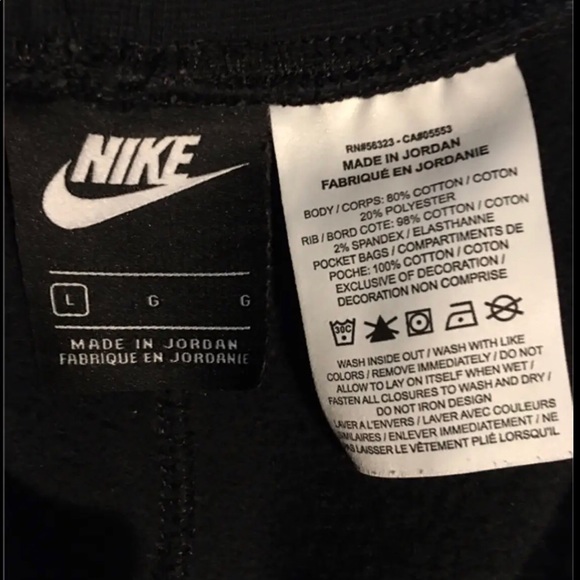 NIKE
L G G
MADE IN JORDAN
FABRIQUE EN JORDANIE
RN#56323 - CA#05553
MADE IN JORDAN
FABRIQUÉ EN JORDANIE
BODY / CORPS: 80% COTTON / COTON
20% POLYESTER
RIB / BORD COTE: 98% COTTON / COTON
2% SPANDEX / ELASTHANNE
POCKET BAGS / COMPARTIMENTS DE
POCHE: 100% COTTON / COTON
EXCLUSIVE OF DECORATION /
DECORATION NON COMPRISE
30C
WASH INSIDE OUT / WASH WITH LIKE
COLORS / REMOVE IMMEDIATELY / DO NOT
ALLOW TO LAY ON ITSELF WHEN WET /
FASTEN ALL CLOSURES TO WASH AND DRY /
DO NOT IRON DESIGN
LAVER A L'ENVERS / LAVER AVEC COULEURS
SIMILAIRES / ENLEVER IMMEDIATEMENT / NE
LAISSER LE VÊTEMENT PLIÉ LORSQU'IL